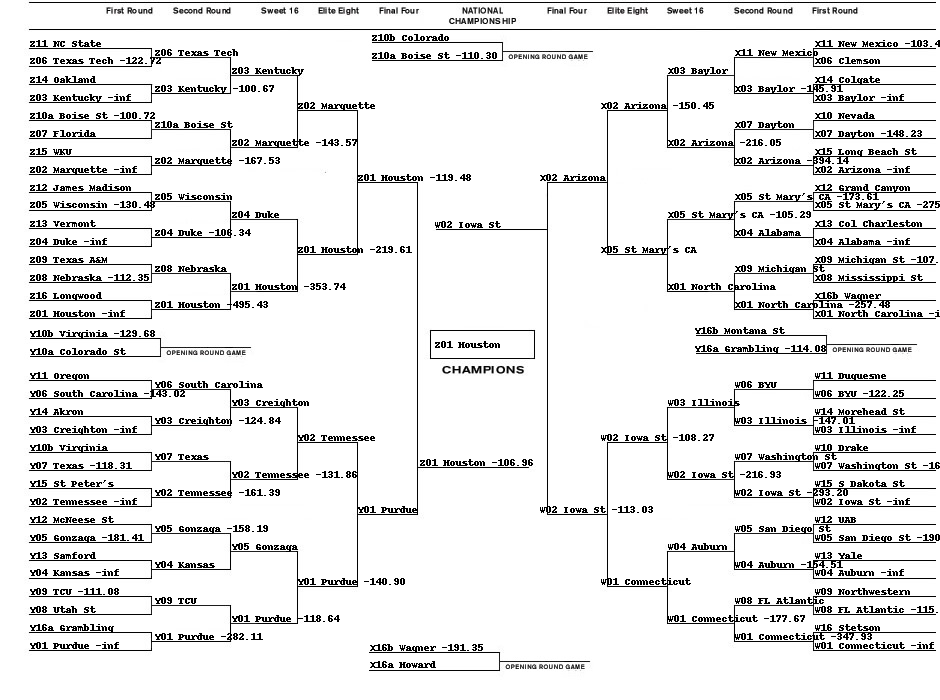 First Round Second Round Sweet 16 Elite Eight Final Four NATIONAL CHAMPIONSHIP Final Four Elite Eight Sweet 16 Second Round First Round
Z11 NC State
Z06 Texas Tech -122.72
Z14 Oakland
Z03 Kentucky -inf
Z10a Boise St -100.72
Z07 Florida
Z15 WKU
Z02 Marquette -inf
Z12 James Madison
Z05 Wisconsin -130.48
Z13 Vermont
Z04 Duke -inf
Z09 Texas A&M
Z08 Nebraska -112.35
Z16 Longwood
Z01 Houston -inf
Z06 Texas Tech
Z03 Kentucky -100.67
Z10a Boise St
Z02 Marquette -167.53
Z05 Wisconsin
Z04 Duke -106.34
Z08 Nebraska
Z01 Houston -495.43
Z03 Kentucky
Z02 Marquette -143.57
Z04 Duke
Z01 Houston -353.74
Z02 Marquette
Z01 Houston -219.61
Z01 Houston -119.48
Y10b Virginia -129.68
Y10a Colorado St
OPENING ROUND GAME
Y11 Oregon
Y06 South Carolina -143.02
Y14 Akron
Y03 Creighton -inf
Y10b Virginia
Y07 Texas -118.31
Y15 St Peter's
Y02 Tennessee -inf
Y12 McNeese St
Y05 Gonzaga -181.41
Y13 Samford
Y04 Kansas -inf
Y09 TCU -111.08
Y08 Utah St
Y16a Grambling
Y01 Purdue -inf
Y06 South Carolina
Y03 Creighton -124.84
Y07 Texas
Y02 Tennessee -161.39
Y05 Gonzaga -158.19
Y04 Kansas
Y09 TCU
Y01 Purdue -282.11
Y03 Creighton
Y02 Tennessee -131.86
Y05 Gonzaga
Y01 Purdue -118.64
Y02 Tennessee
Y01 Purdue -140.90
Y01 Purdue
Z10b Colorado
Z10a Boise St -110.30
OPENING ROUND GAME
W02 Iowa St
Z01 Houston
CHAMPIONS
Z01 Houston -106.96
X16b Wagner -191.35
X16a Howard
OPENING ROUND GAME
X02 Arizona
X02 Arizona -150.45
X05 St Mary's CA
X03 Baylor
X02 Arizona -216.05
X05 St Mary's CA -105.29
X01 North Carolina
X11 New Mexico
X03 Baylor -145.91
X07 Dayton
X02 Arizona -394.14
X05 St Mary's CA -173.61
X04 Alabama
X09 Michigan St
X01 North Carolina -257.48
X11 New Mexico -103.4
X06 Clemson
X14 Colgate
X03 Baylor -inf
X10 Nevada
X07 Dayton -148.23
X15 Long Beach St
X02 Arizona -inf
X12 Grand Canyon
X05 St Mary's CA -275
X13 Col Charleston
X04 Alabama -inf
X09 Michigan St -107.
X08 Mississippi St
X16b Wagner
X01 North Carolina -i
Y16b Montana St
Y16a Grambling -114.08
OPENING ROUND GAME
W02 Iowa St -113.03
W02 Iowa St -108.27
W01 Connecticut
W03 Illinois
W02 Iowa St -216.93
W04 Auburn
W01 Connecticut -177.67
W06 BYU
W03 Illinois -147.01
W07 Washington St
W02 Iowa St -293.20
W05 San Diego St
W04 Auburn -154.51
W08 FL Atlantic
W01 Connecticut -347.93
W11 Duquesne
W06 BYU -122.25
W14 Morehead St
W03 Illinois -inf
W10 Drake
W07 Washington St -16
W15 S Dakota St
W02 Iowa St -inf
W12 UAB
W05 San Diego St -190
W13 Yale
W04 Auburn -inf
W09 Northwestern
W08 FL Atlantic -115.
W16 Stetson
W01 Connecticut -inf